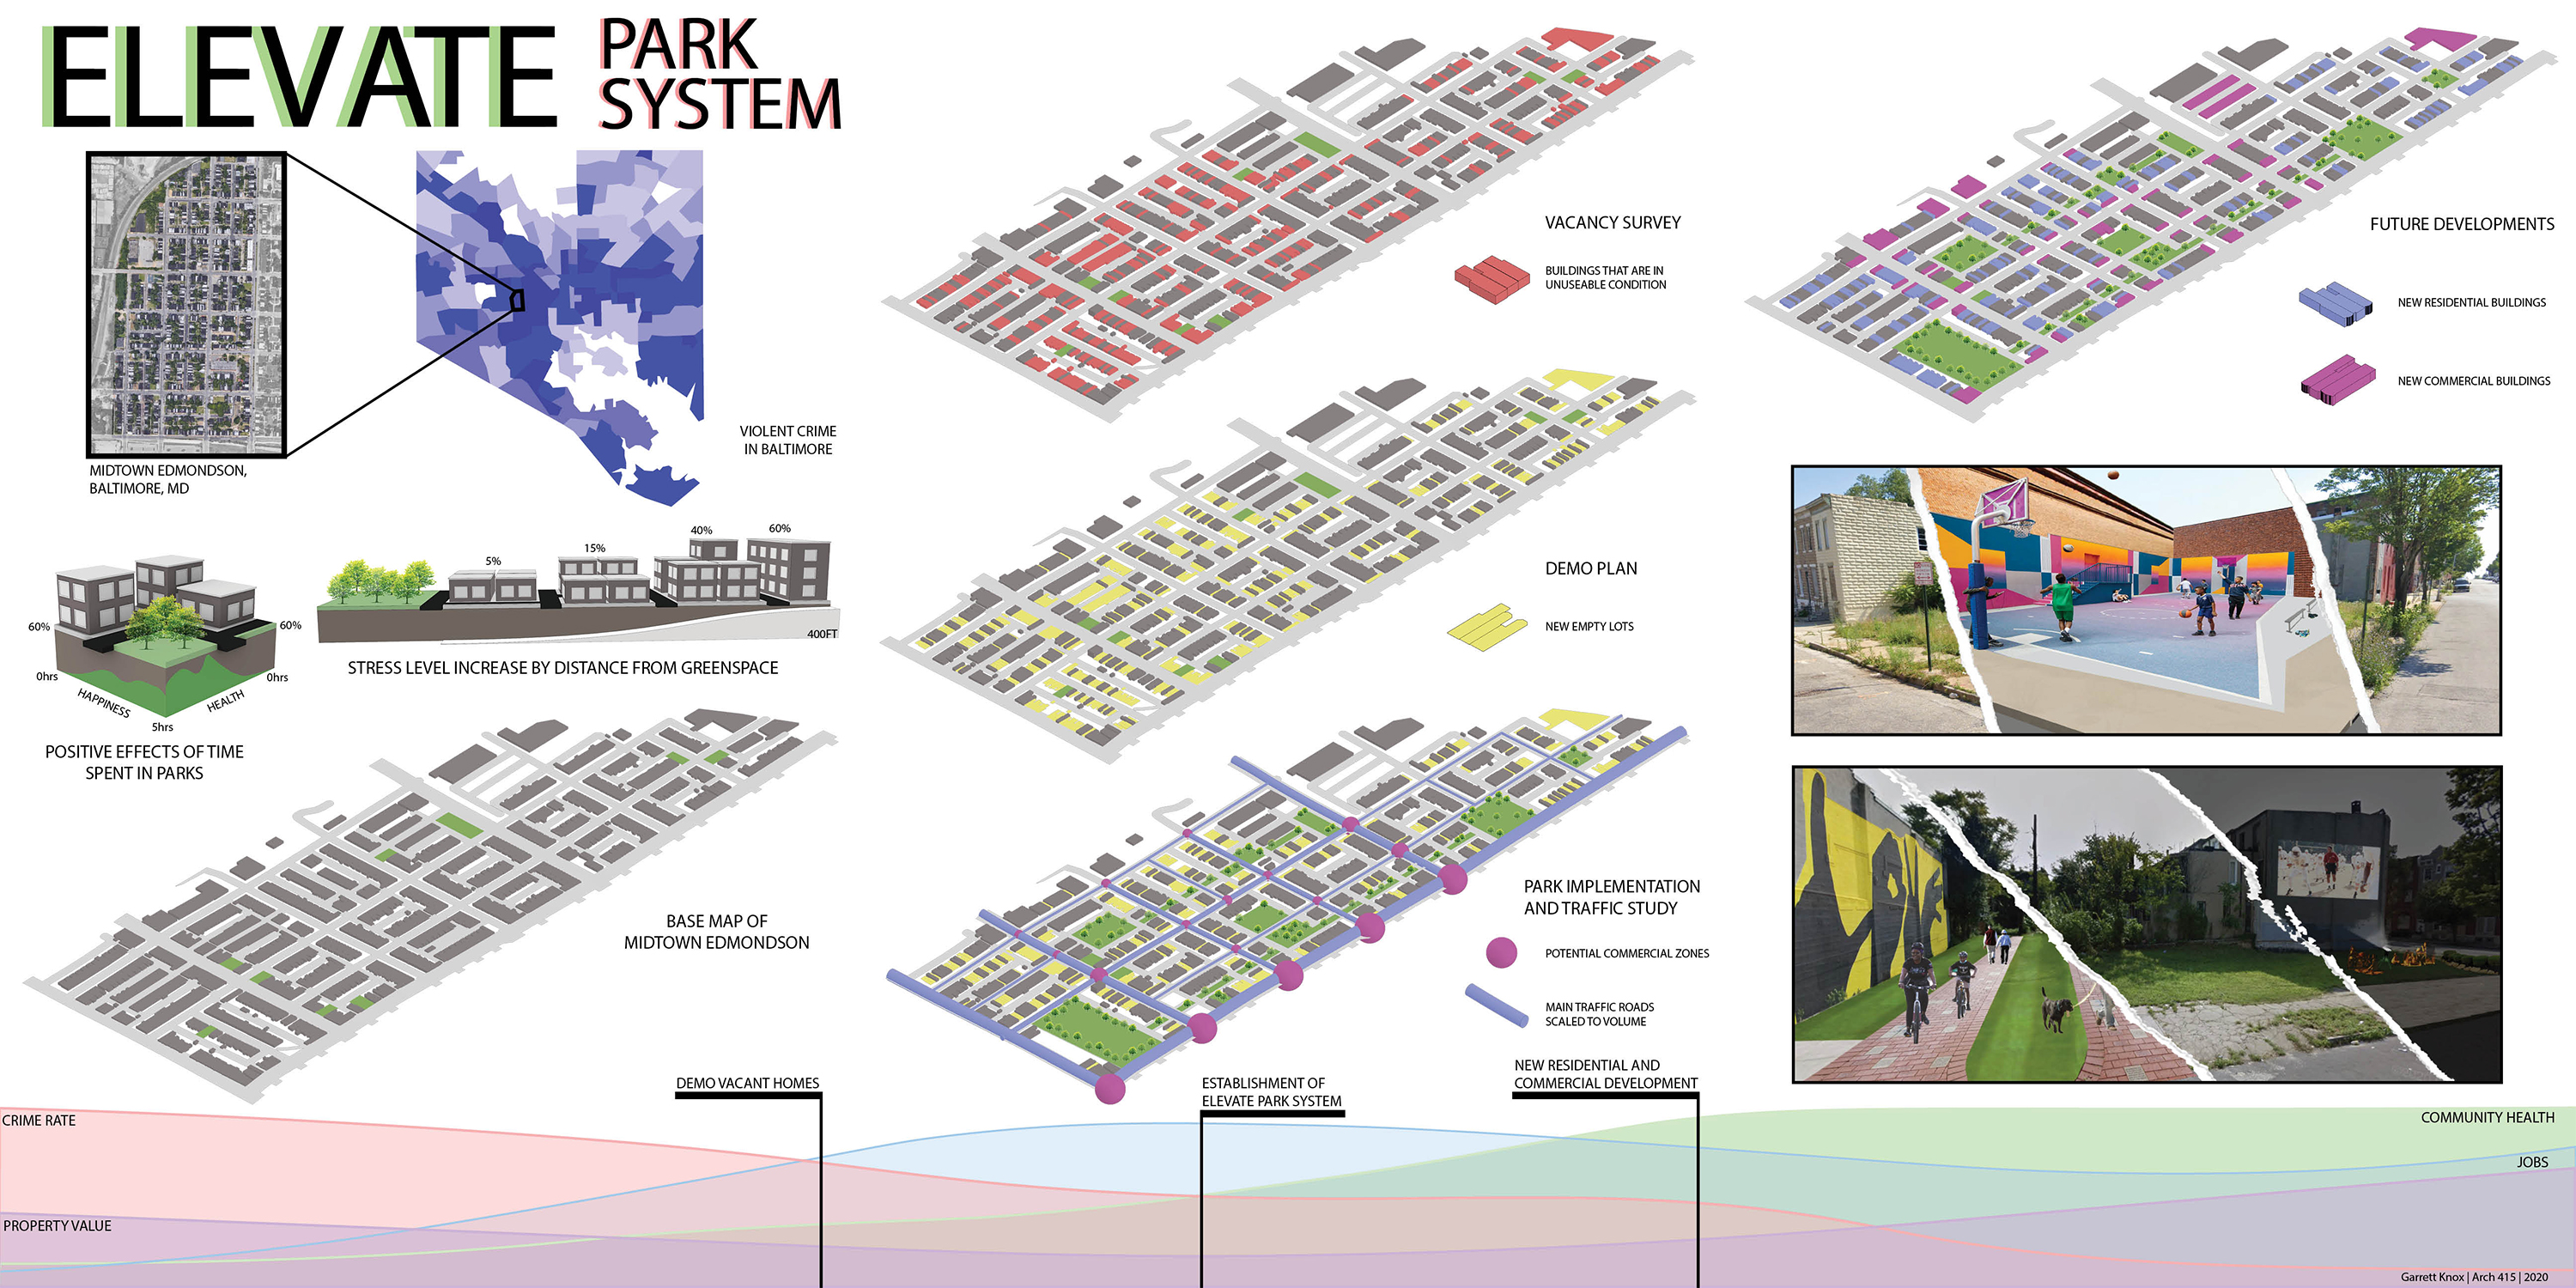 ELEVATE
PARK
SYSTEM
MIDTOWN EDMONDSON,
BALTIMORE, MD
VIOLENT CRIME
IN BALTIMORE
60%
60%
0hrs
0hrs
HAPPINESS
HEALTH
5hrs
POSITIVE EFFECTS OF TIME
SPENT IN PARKS
5%
15%
40%
60%
400FT
STRESS LEVEL INCREASE BY DISTANCE FROM GREENSPACE
BASE MAP OF
MIDTOWN EDMONDSON
VACANCY SURVEY
BUILDINGS THAT ARE IN
UNUSEABLE CONDITION
DEMO PLAN
NEW EMPTY LOTS
PARK IMPLEMENTATION
AND TRAFFIC STUDY
POTENTIAL COMMERCIAL ZONES
MAIN TRAFFIC ROADS
SCALED TO VOLUME
FUTURE DEVELOPMENTS
NEW RESIDENTIAL BUILDINGS
NEW COMMERCIAL BUILDINGS
DEMO VACANT HOMES
ESTABLISHMENT OF
ELEVATE PARK SYSTEM
NEW RESIDENTIAL AND
COMMERCIAL DEVELOPMENT
CRIME RATE
PROPERTY VALUE
COMMUNITY HEALTH
JOBS
Garrett Knox | Arch 415 | 2020